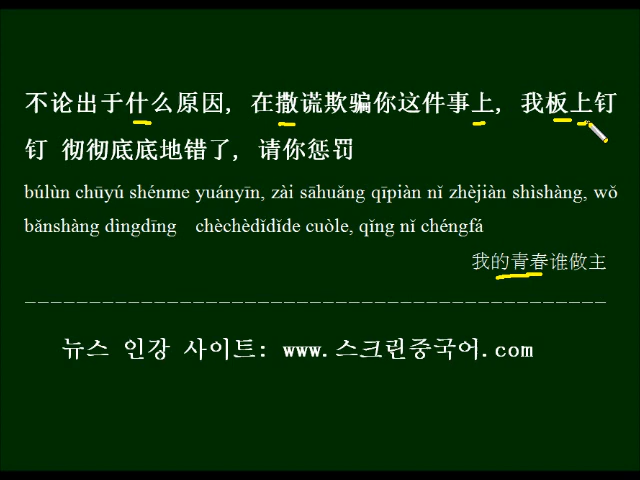 不论出于什么原因，在撒谎欺骗你这件事上，我板上钉
钉 彻彻底底地错了，请你惩罚
búlùn chūyú shénme yuányīn, zài sāhuǎng qīpiàn nǐ zhèjiàn shìshàng, wǒ
bǎnshàng dìngdīng chèchèdǐdǐde cuòle, qǐng nǐ chéngfá
我的青春谁做主
뉴스 인강 사이트: www.스크린중국어.com